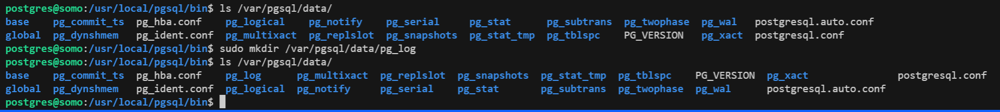 postgres@somo:/usr/local/pgsql/bin$ ls /var/pgsql/data/
base    pg_commit_ts  pg_hba.conf    pg_logical    pg_notify    pg_serial     pg_stat      pg_subtrans  pg_twophase  pg_wal   postgresql.auto.conf
global  pg_dynshmem   pg_ident.conf  pg_multixact  pg_replslot  pg_snapshots  pg_stat_tmp  pg_tblspc    PG_VERSION   pg_xact  postgresql.conf
postgres@somo:/usr/local/pgsql/bin$ sudo mkdir /var/pgsql/data/pg_log
postgres@somo:/usr/local/pgsql/bin$ ls /var/pgsql/data/
base    pg_commit_ts  pg_hba.conf    pg_log      pg_multixact  pg_replslot  pg_snapshots  pg_stat_tmp  pg_tblspc    PG_VERSION  pg_xact               postgresql.conf
global  pg_dynshmem   pg_ident.conf  pg_logical  pg_notify     pg_serial    pg_stat       pg_subtrans  pg_twophase  pg_wal      postgresql.auto.conf
postgres@somo:/usr/local/pgsql/bin$